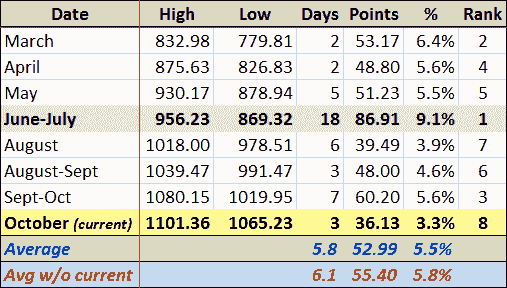 Date High Low Days Points % Rank
March 832.98 779.81 2 53.17 6.4% 2
April 875.63 826.83 2 48.80 5.6% 4
May 930.17 878.94 5 51.23 5.5% 5
June-July 956.23 869.32 18 86.91 9.1% 1
August 1018.00 978.51 6 39.49 3.9% 7
August-Sept 1039.47 991.47 3 48.00 4.6% 6
Sept-Oct 1080.15 1019.95 7 60.20 5.6% 3
October (current) 1101.36 1065.23 3 36.13 3.3% 8
Average 5.8 52.99 5.5%
Avg w/o current 6.1 55.40 5.8%